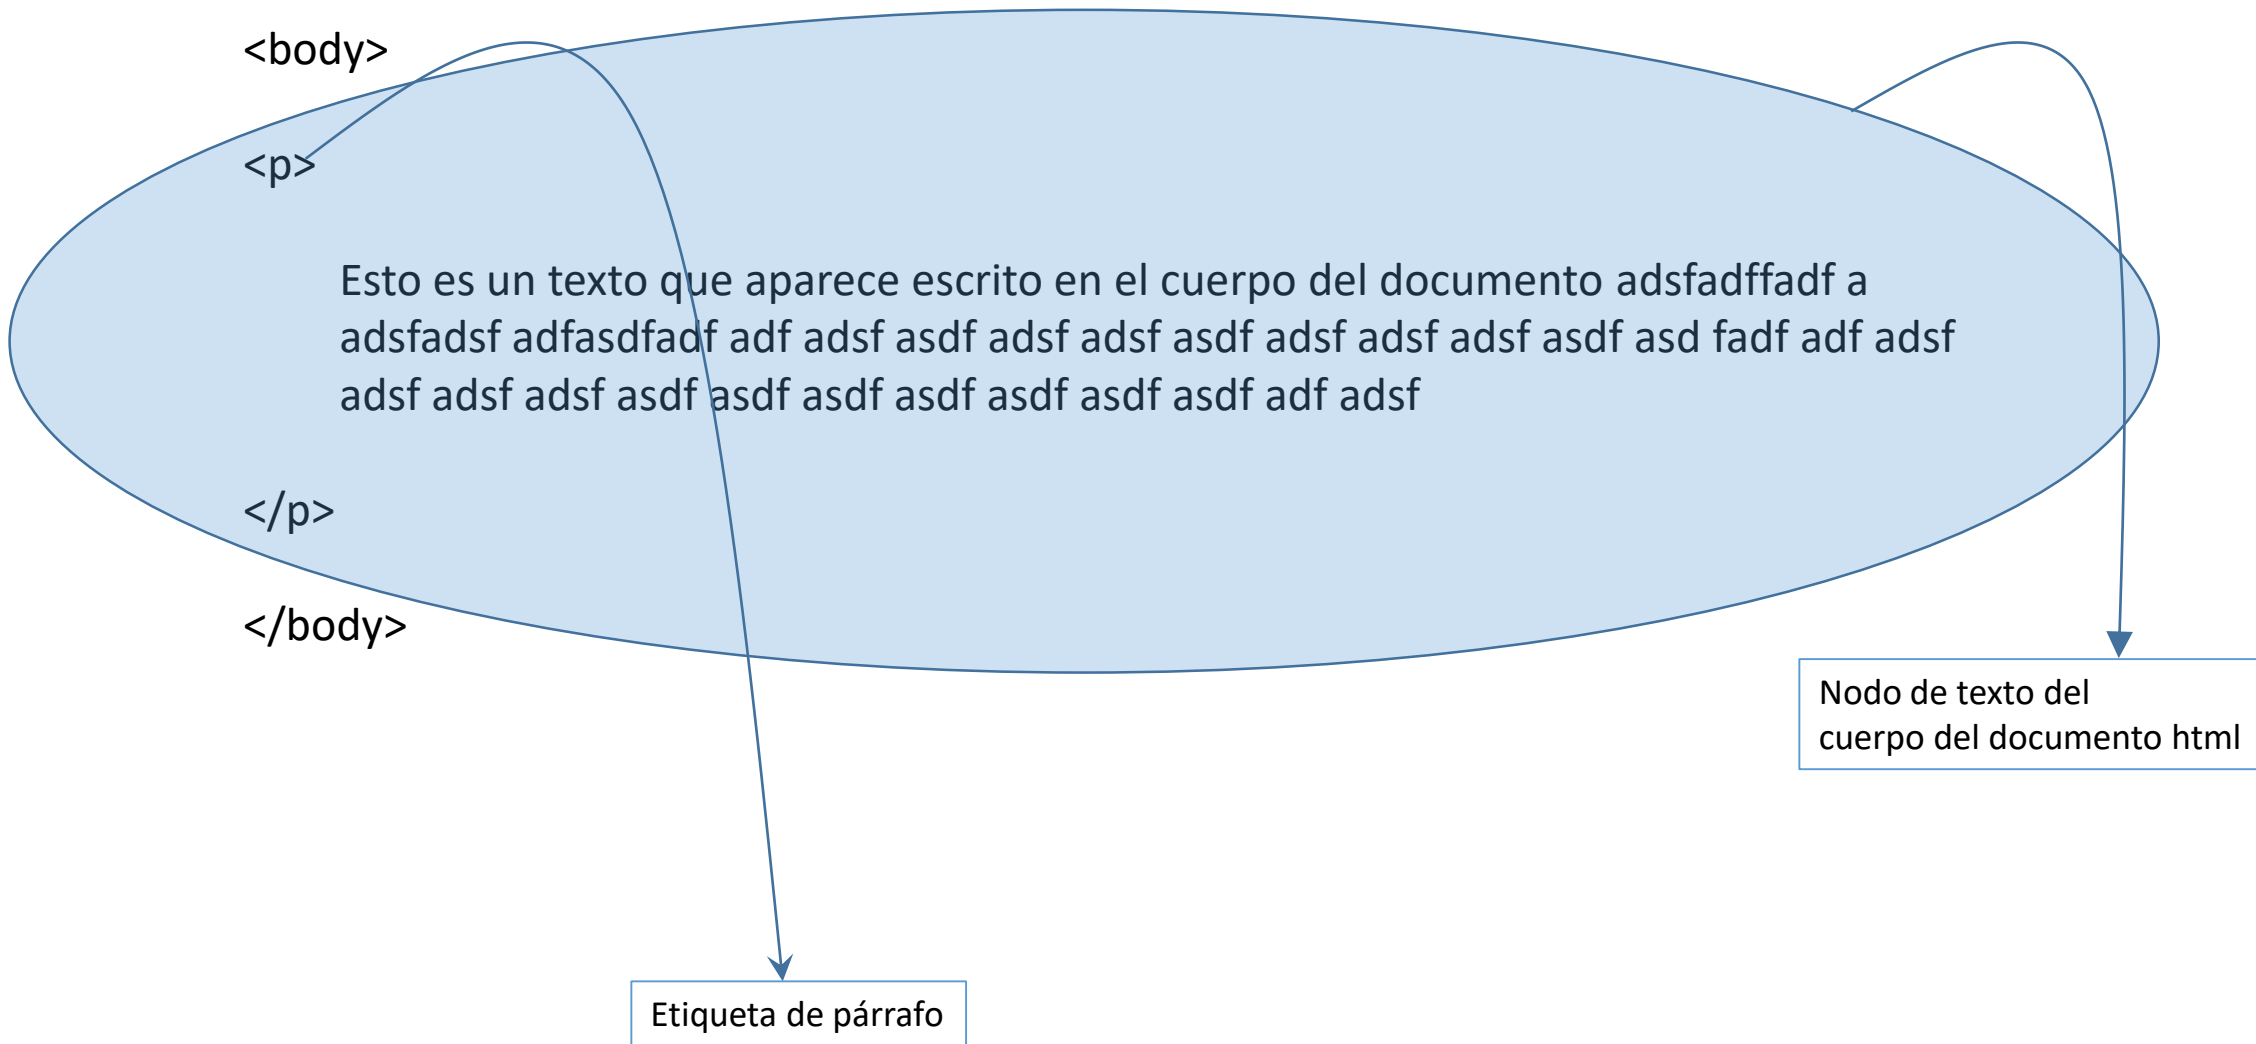 <body>
<p>
Esto es un texto que aparece escrito en el cuerpo del documento adsfadffadf a
adsfadsf adfasdfadf adf adsf asdf adsf adsf asdf adsf adsf adsf asdf asd fadf adf adsf
adsf adsf adsf asdf asdf asdf asdf asdf asdf asdf adf adsf
</p>
</body>
Nodo de texto del
cuerpo del documento html
Etiqueta de párrafo